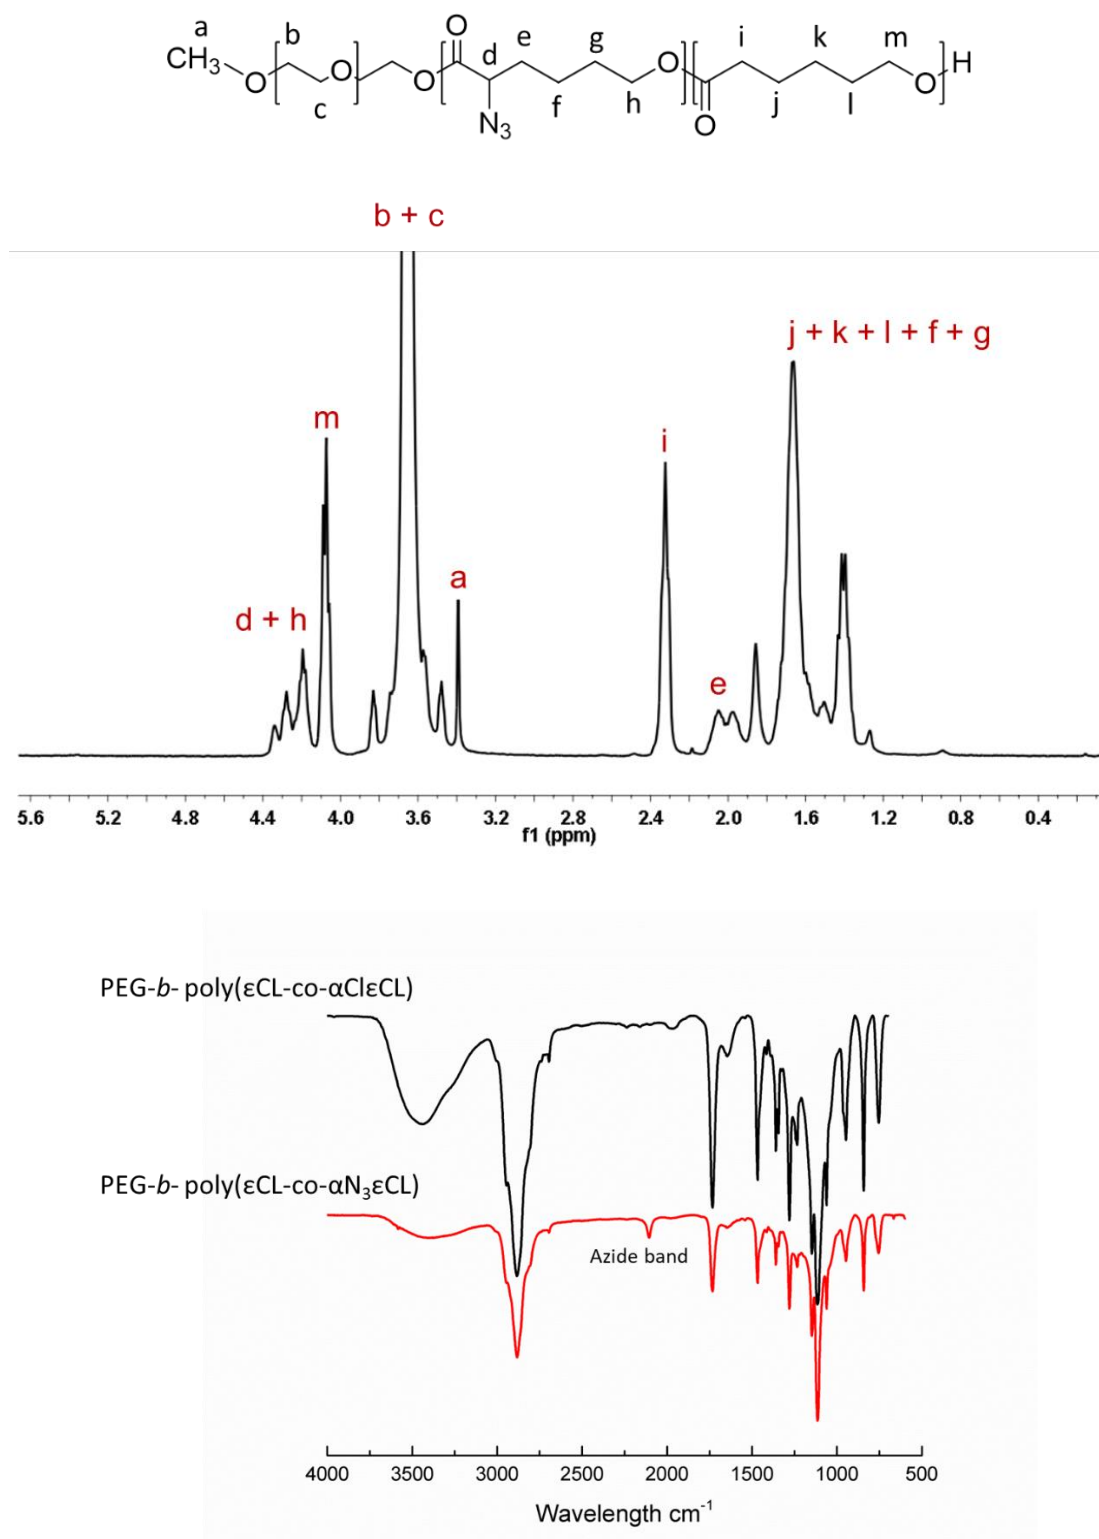 a b d e g i k m
CH3 O O O O O O H
c N3 f h O j l
b + c
j + k + l + f + g
m
i
a
d + h
e
5.6 5.2 4.8 4.4 4.0 3.6 3.2 2.8 2.4 2.0 1.6 1.2 0.8 0.4
f1 (ppm)
PEG-b- poly(εCL-co-αClεCL)
PEG-b- poly(εCL-co-αN3εCL)
Azide band
4000 3500 3000 2500 2000 1500 1000 500
Wavelength cm-1